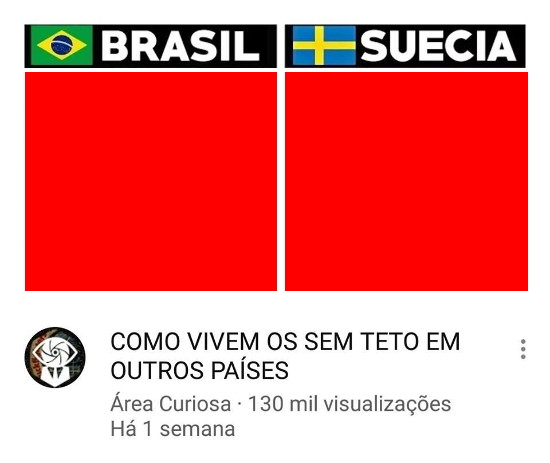 BRASIL
SUECIA
COMO VIVEM OS SEM TETO EM
OUTROS PAÍSES
Área Curiosa · 130 mil visualizações
Há 1 semana